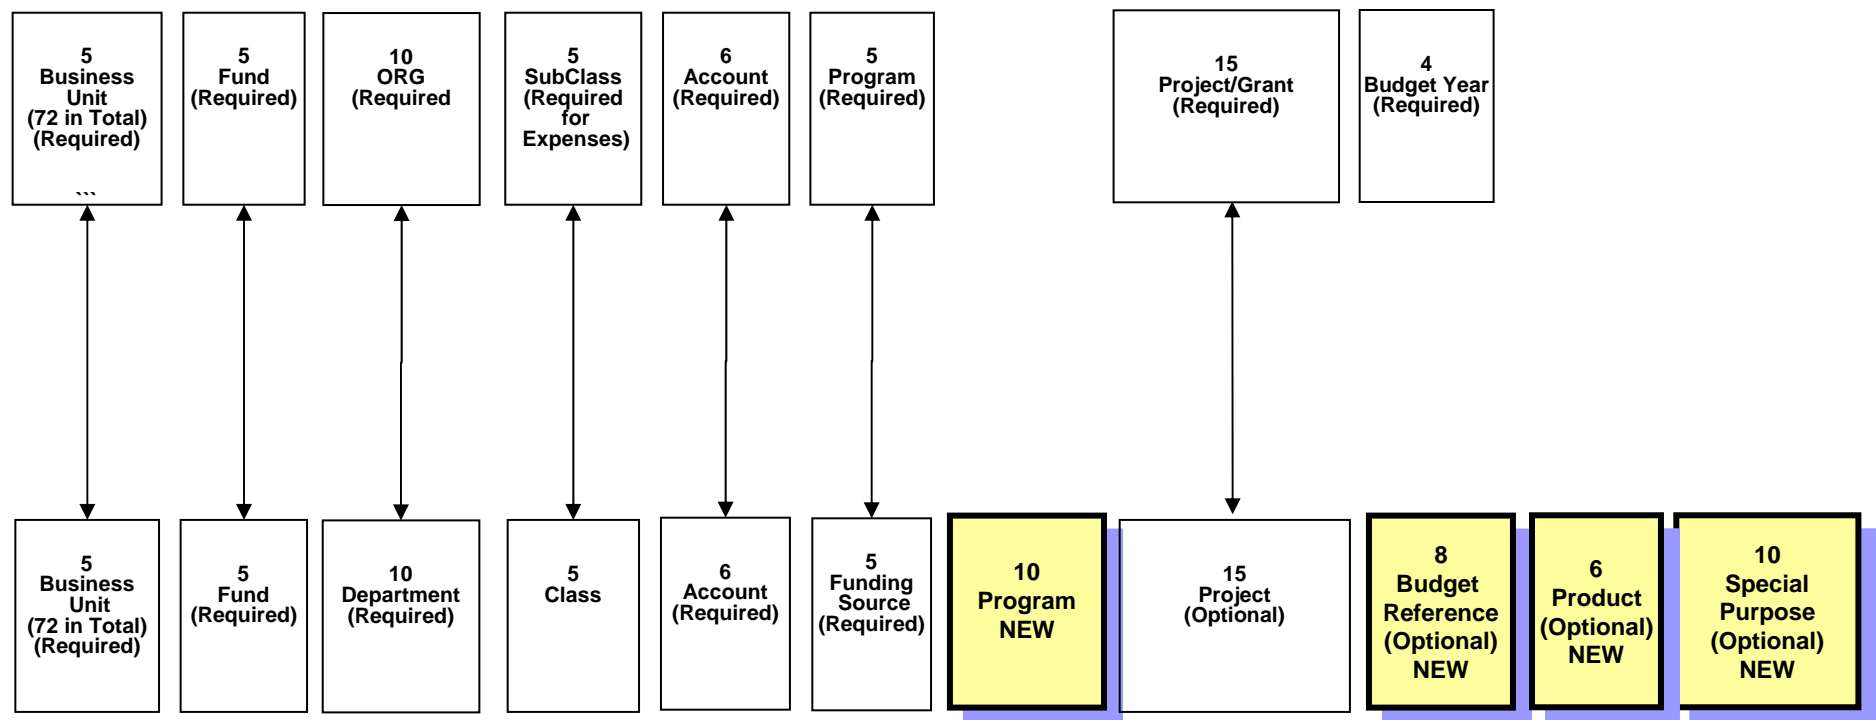 5
Business
Unit
(72 in Total)
(Required)
```
5
Fund
(Required)
10
ORG
(Required
5
SubClass
(Required
for
Expenses)
6
Account
(Required)
5
Program
(Required)
15
Project/Grant
(Required)
4
Budget Year
(Required)
5
Business
Unit
(72 in Total)
(Required)
5
Fund
(Required)
10
Department
(Required)
5
Class
6
Account
(Required)
5
Funding
Source
(Required)
10
Program
NEW
15
Project
(Optional)
8
Budget
Reference
(Optional)
NEW
6
Product
(Optional)
NEW
10
Special
Purpose
(Optional)
NEW